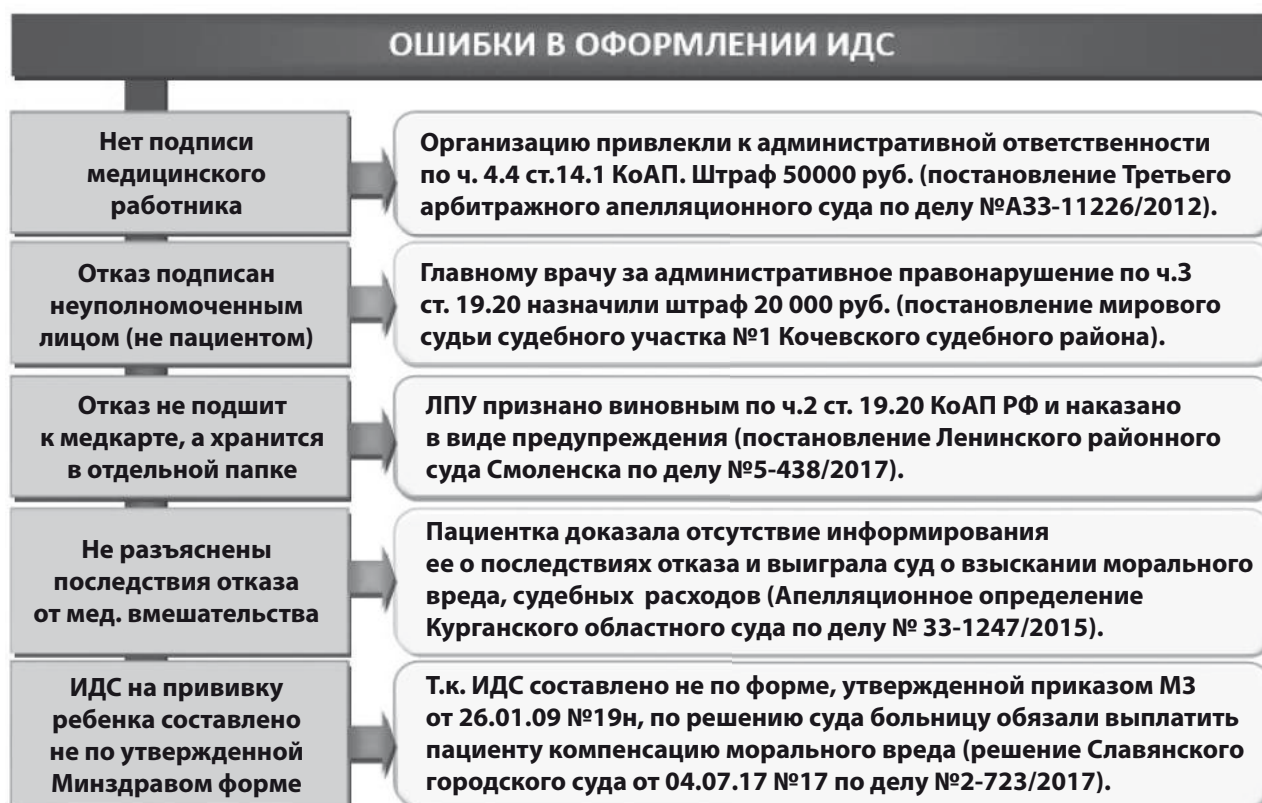 ОШИБКИ В ОФОРМЛЕНИИ ИДС
Нет подписи
медицинского
работника
Организацию привлекли к административной ответственности
по ч. 4.4 ст.14.1 КоАП. Штраф 50000 руб. (постановление Третьего
арбитражного апелляционного суда по делу №А33-11226/2012).
Отказ подписан
неуполномоченным
лицом (не пациентом)
Главному врачу за административное правонарушение по ч.3
ст. 19.20 назначили штраф 20 000 руб. (постановление мирового
судьи судебного участка №1 Кочевского судебного района).
Отказ не подшит
к медкарте, а хранится
в отдельной папке
ЛПУ признано виновным по ч.2 ст. 19.20 КоАП РФ и наказано
в виде предупреждения (постановление Ленинского районного
суда Смоленска по делу №5-438/2017).
Не разъяснены
последствия отказа
от мед. вмешательства
Пациентка доказала отсутствие информирования
ее о последствиях отказа и выиграла суд о взыскании морального
вреда, судебных расходов (Апелляционное определение
Курганского областного суда по делу № 33-1247/2015).
ИДС на прививку
ребенка составлено
не по утвержденной
Минздравом форме
Т.к. ИДС составлено не по форме, утвержденной приказом МЗ
от 26.01.09 №19н, по решению суда больницу обязали выплатить
пациенту компенсацию морального вреда (решение Славянского
городского суда от 04.07.17 №17 по делу №2-723/2017).